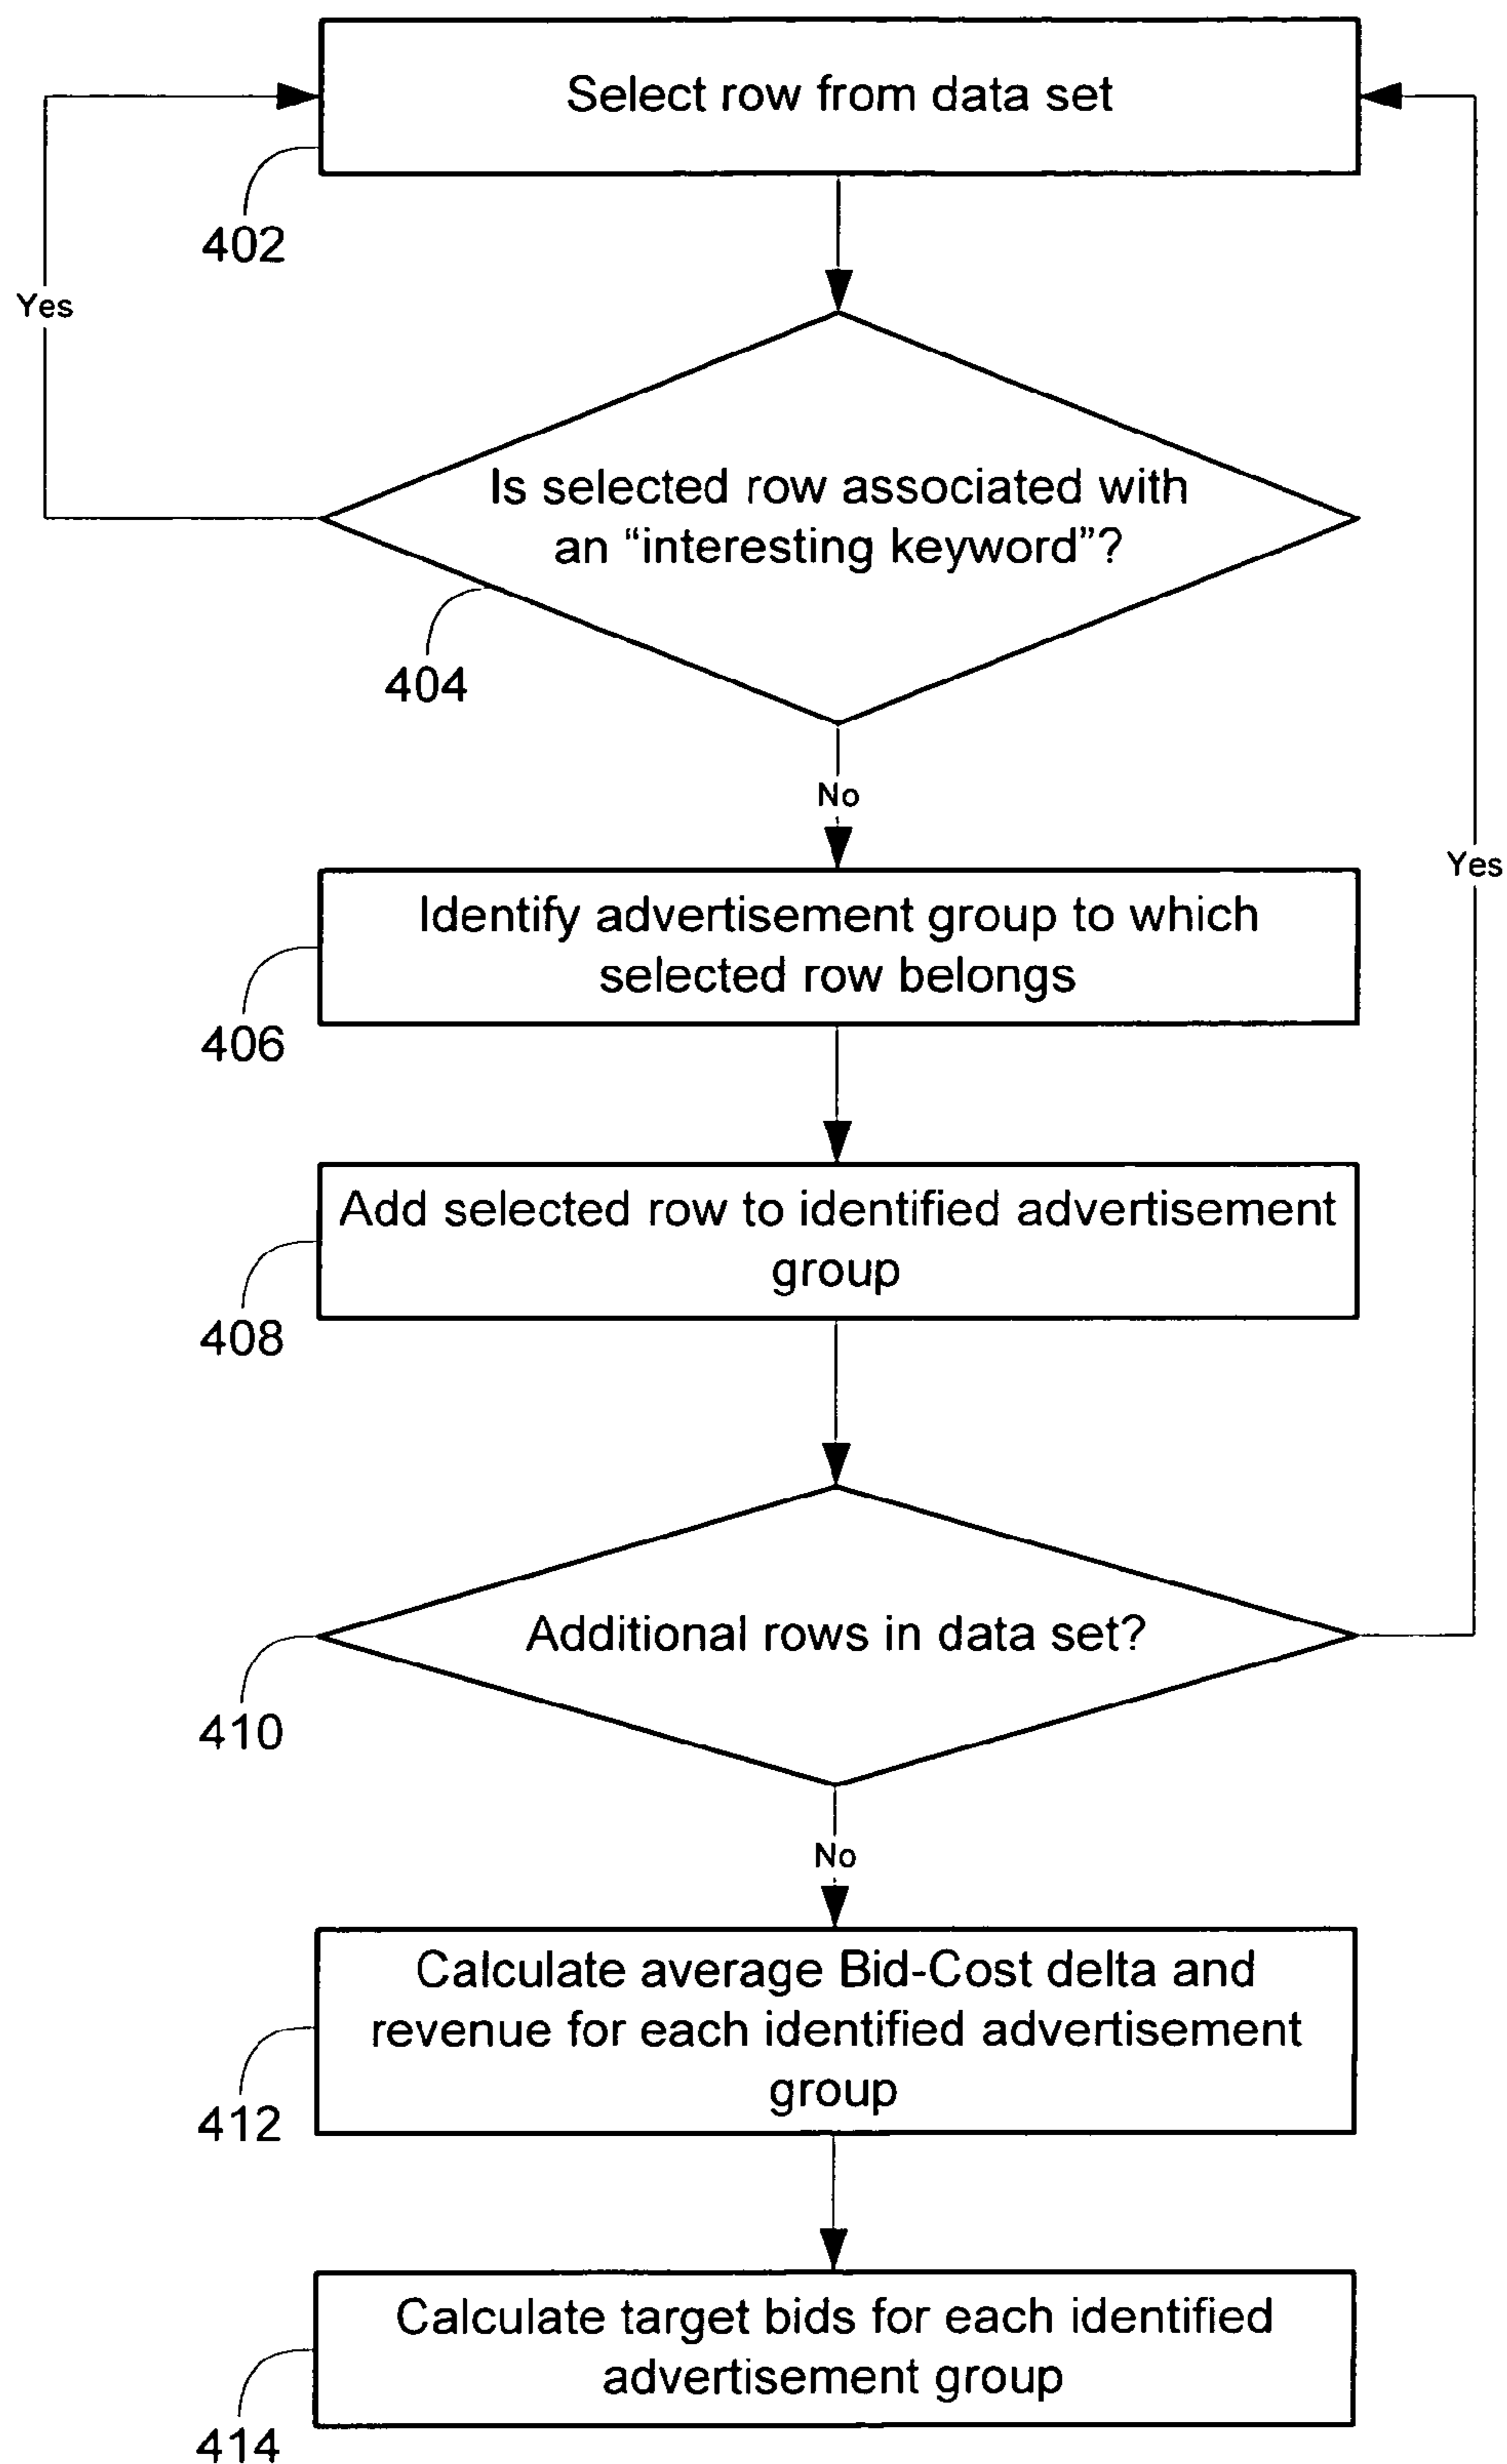 Select row from data set
402
Yes
Is selected row associated with
an “interesting keyword”?
404
No
Yes
Identify advertisement group to which
selected row belongs
406
Add selected row to identified advertisement
group
408
Additional rows in data set?
410
No
Calculate average Bid-Cost delta and
revenue for each identified advertisement
group
412
Calculate target bids for each identified
advertisement group
414